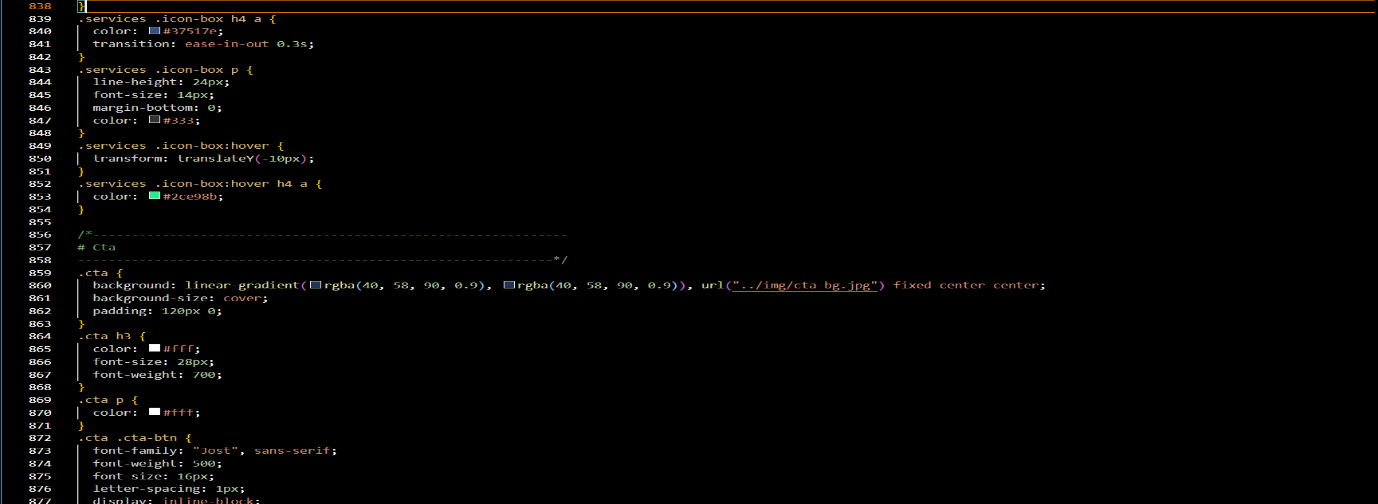 838 }
839 .services .icon-box h4 a {
840 color: #37517e;
841 transition: ease-in-out 0.3s;
842 }
843 .services .icon-box p {
844 line-height: 24px;
845 font-size: 14px;
846 margin-bottom: 0;
847 color: #333;
848 }
849 .services .icon-box:hover {
850 transform: translateY(-10px);
851 }
852 .services .icon-box:hover h4 a {
853 color: #2ce98b;
854 }
855
856 /*--------------------------------------------------------------
857 # Cta
858 --------------------------------------------------------------*/
859 .cta {
860 background: linear-gradient(rgba(40, 58, 90, 0.9), rgba(40, 58, 90, 0.9)), url("../img/cta-bg.jpg") fixed center center;
861 background-size: cover;
862 padding: 120px 0;
863 }
864 .cta h3 {
865 color: #fff;
866 font-size: 28px;
867 font-weight: 700;
868 }
869 .cta p {
870 color: #fff;
871 }
872 .cta .cta-btn {
873 font-family: "Jost", sans-serif;
874 font-weight: 500;
875 font-size: 16px;
876 letter-spacing: 1px;
877 display: inline-block;